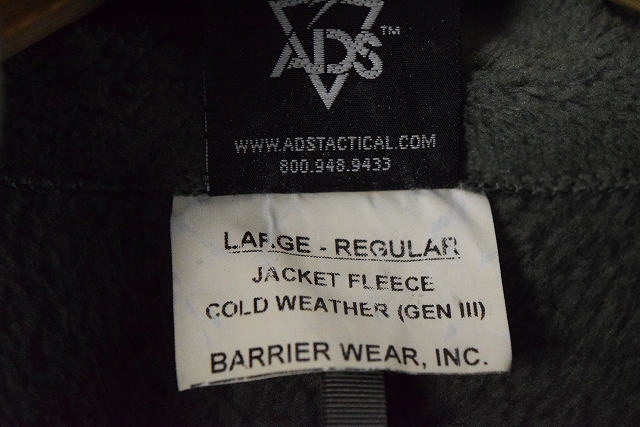 ADS™
WWW.ADSTACTICAL.COM
800.948.9433
LARGE - REGULAR
JACKET FLEECE
COLD WEATHER (GEN III)
BARRIER WEAR, INC.